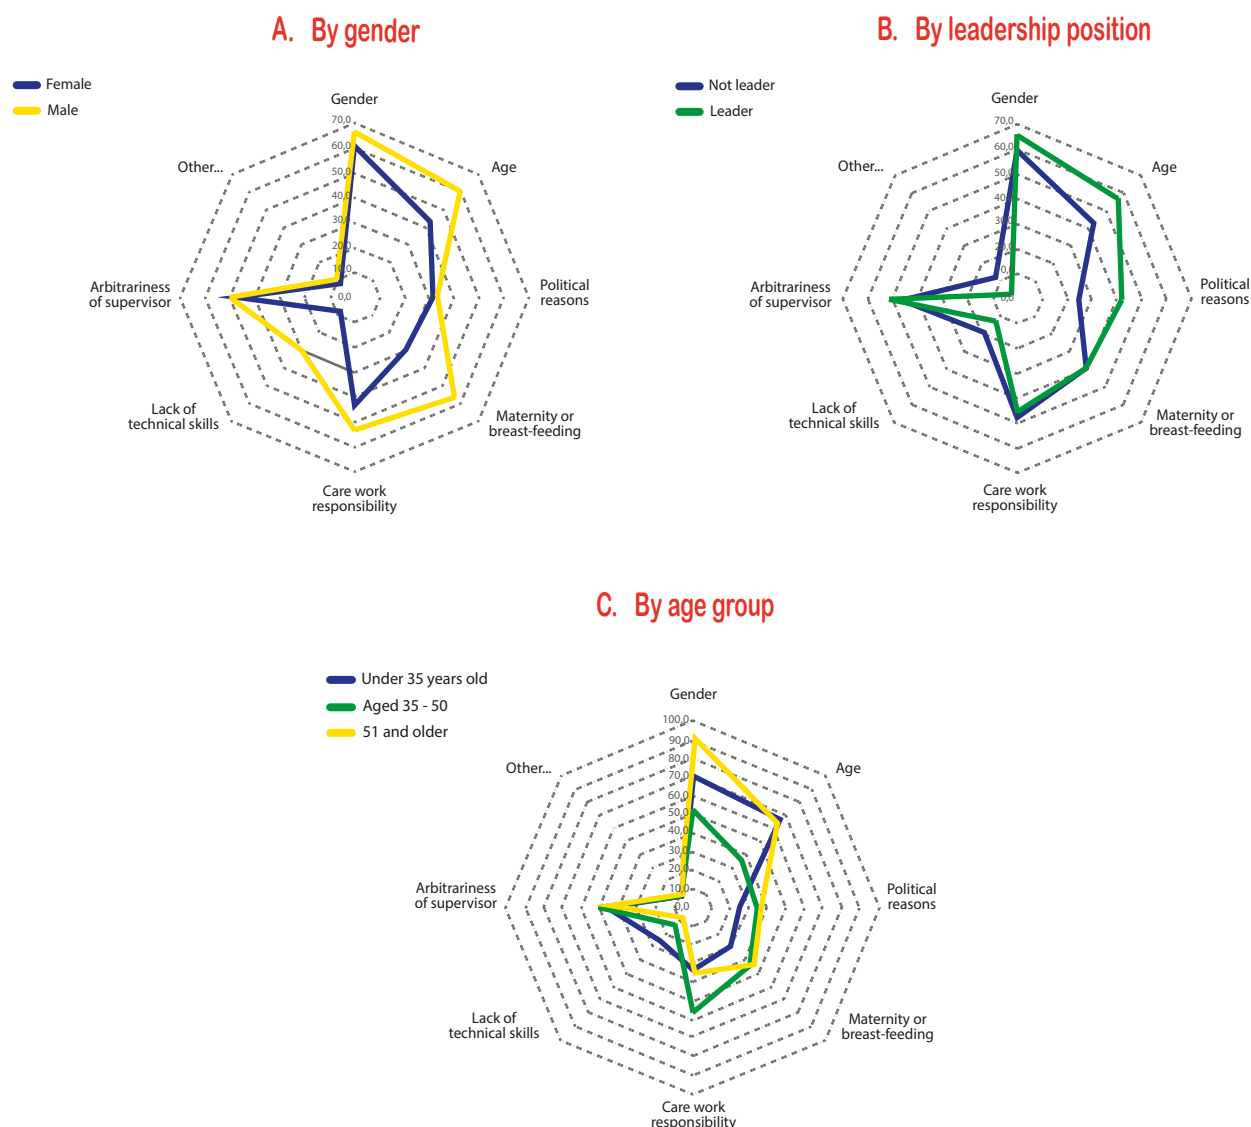 A. By gender
Female
Male
Gender
70,0
60,0
50,0
40,0
30,0
20,0
10,0
0,0
Age
Political
reasons
Maternity or
breast-feeding
Care work
responsibility
Lack of
technical skills
Arbitrariness
of supervisor
Other...
B. By leadership position
Not leader
Leader
Gender
70,0
60,0
50,0
40,0
30,0
20,0
10,0
0,0
Age
Political
reasons
Maternity or
breast-feeding
Care work
responsibility
Lack of
technical skills
Arbitrariness
of supervisor
Other...
C. By age group
Under 35 years old
Aged 35 - 50
51 and older
Gender
100,0
90,0
80,0
70,0
60,0
50,0
40,0
30,0
20,0
10,0
0,0
Age
Political
reasons
Maternity or
breast-feeding
Care work
responsibility
Lack of
technical skills
Arbitrariness
of supervisor
Other...